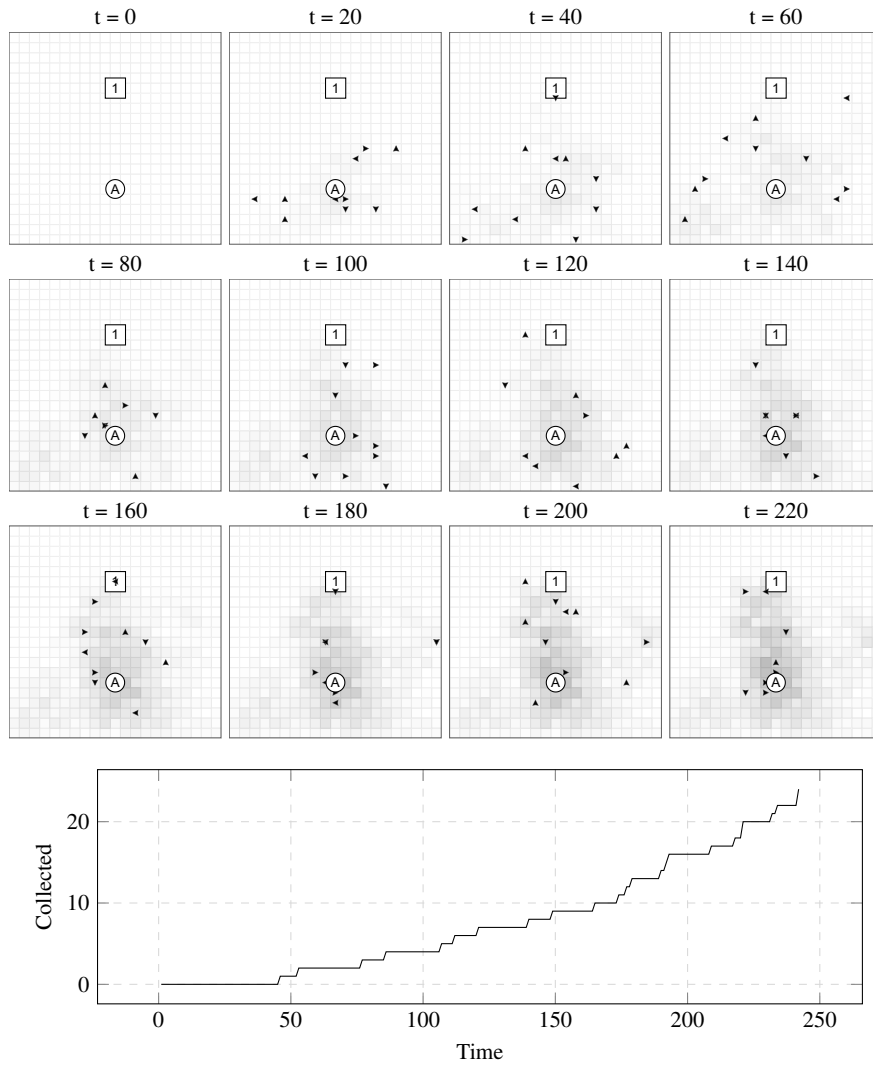 t = 0 t = 20 t = 40 t = 60
1 1 1 1
A A A A
t = 80 t = 100 t = 120 t = 140
1 1 1 1
A A A A
t = 160 t = 180 t = 200 t = 220
1 1 1 1
A A A A
20
10
0
Collected
0 50 100 150 200 250
Time